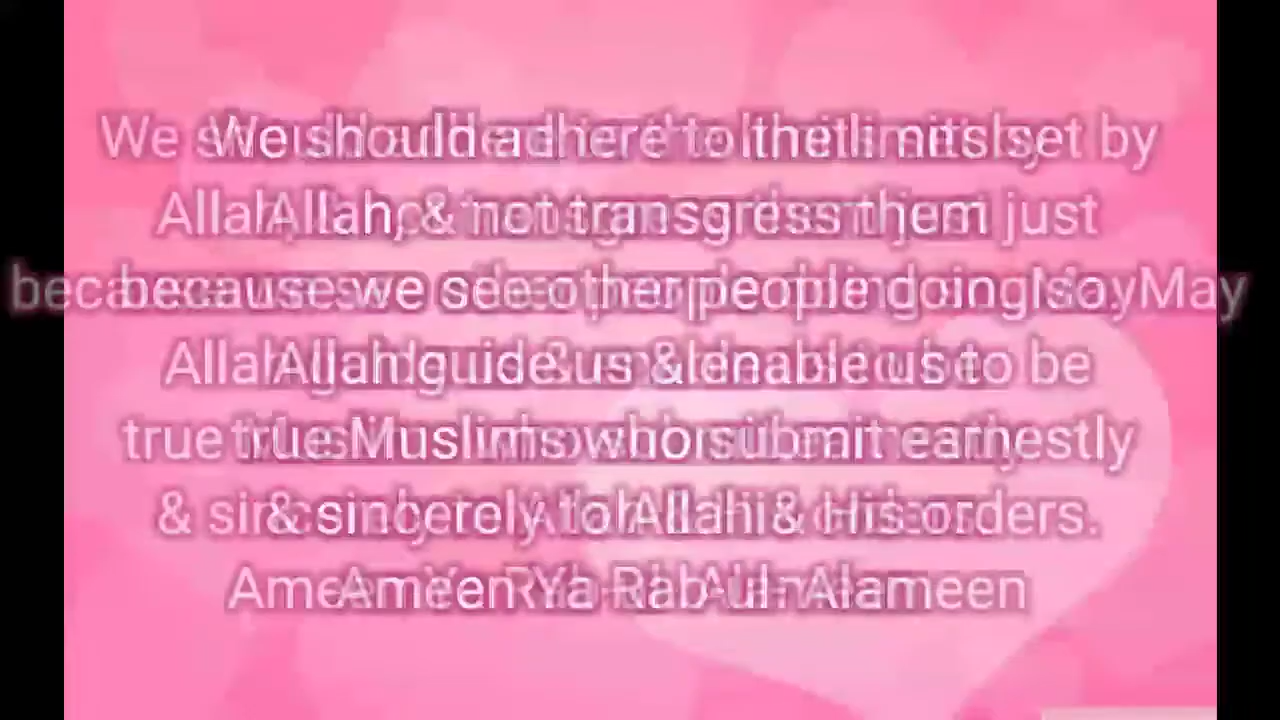 We should adhere to the limits set by
Allah, & not transgress them just
because we see other people doing so. May
Allah guide us & enable us to be
true Muslims who submit earnestly
& sincerely to Allah & His orders.
Ameen Ya Rab-ul-Alameen